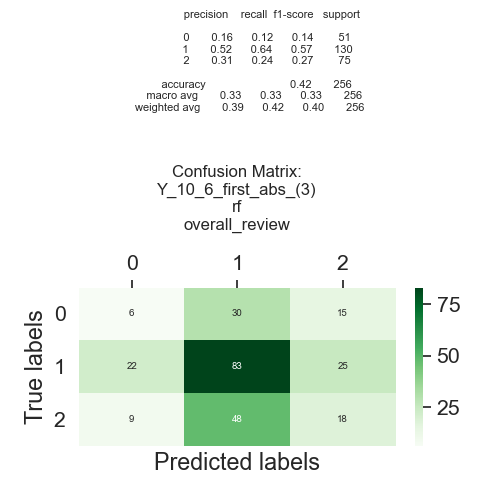 precision recall f1-score support
0 0.16 0.12 0.14 51
1 0.52 0.64 0.57 130
2 0.31 0.24 0.27 75
accuracy 0.42 256
macro avg 0.33 0.33 0.33 256
weighted avg 0.39 0.42 0.40 256
Confusion Matrix:
Y_10_6_first_abs_(3)
rf
overall_review
0 1 2
0 6 30 15
1 22 83 25
2 9 48 18
True labels
Predicted labels
75
50
25